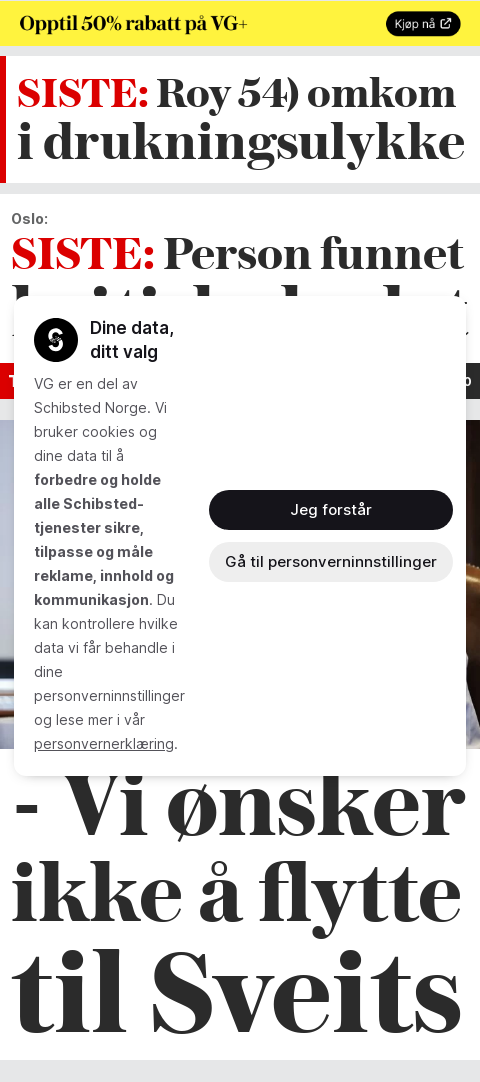 Opptil 50% rabatt på VG+
Kjøp nå
SISTE: Roy 54) omkom
i drukningsulykke
Oslo:
SISTE: Person funnet
Dine data,
ditt valg
VG er en del av
Schibsted Norge. Vi
bruker cookies og
dine data til å
forbedre og holde
alle Schibsted-
tjenester sikre,
tilpasse og måle
reklame, innhold og
kommunikasjon. Du
kan kontrollere hvilke
data vi får behandle i
dine
personverninnstillinger
og lese mer i vår
personvernerklæring.
Jeg forstår
Gå til personverninnstillinger
- Vi ønsker
ikke å flytte
til Sveits